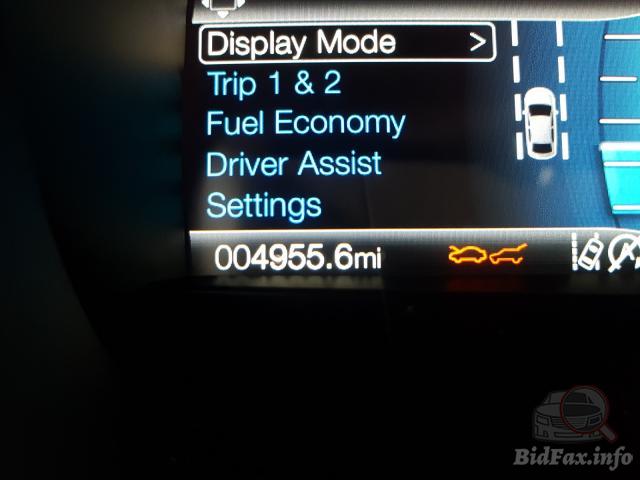 Display Mode >
Trip 1 & 2
Fuel Economy
Driver Assist
Settings
004955.6mi
BidFax.info